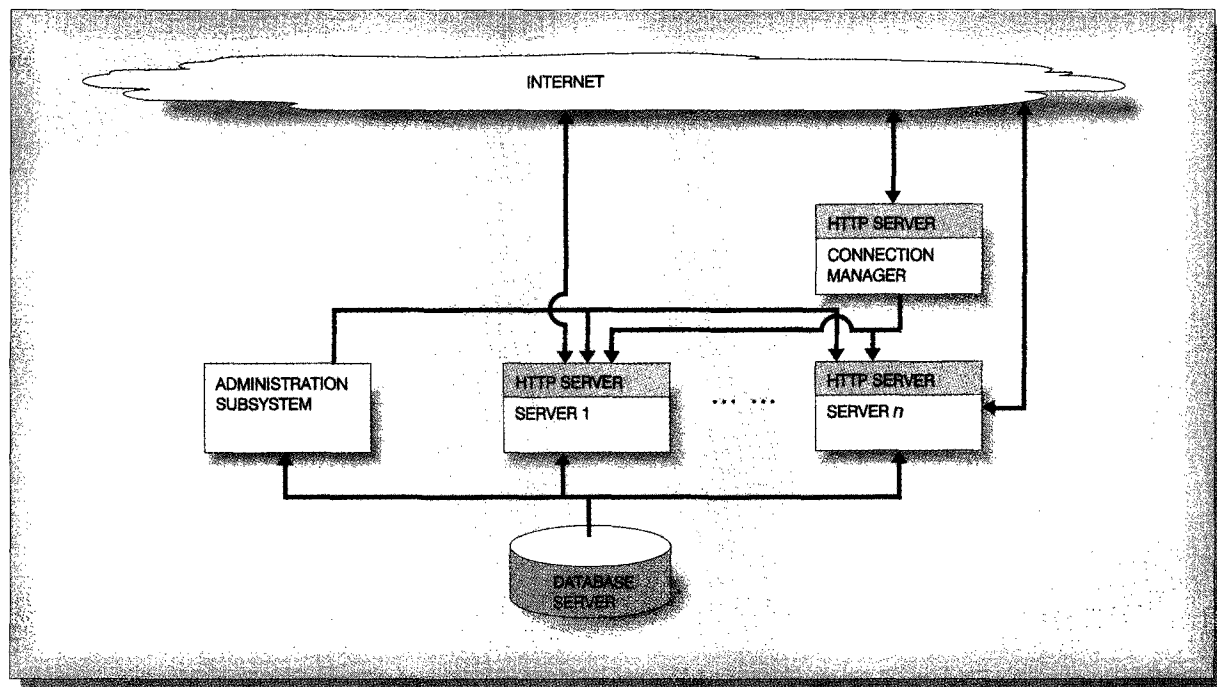 INTERNET
HTTP SERVER
CONNECTION
MANAGER
ADMINISTRATION
SUBSYSTEM
HTTP SERVER
SERVER 1
... ...
HTTP SERVER
SERVER n
DATABASE
SERVER